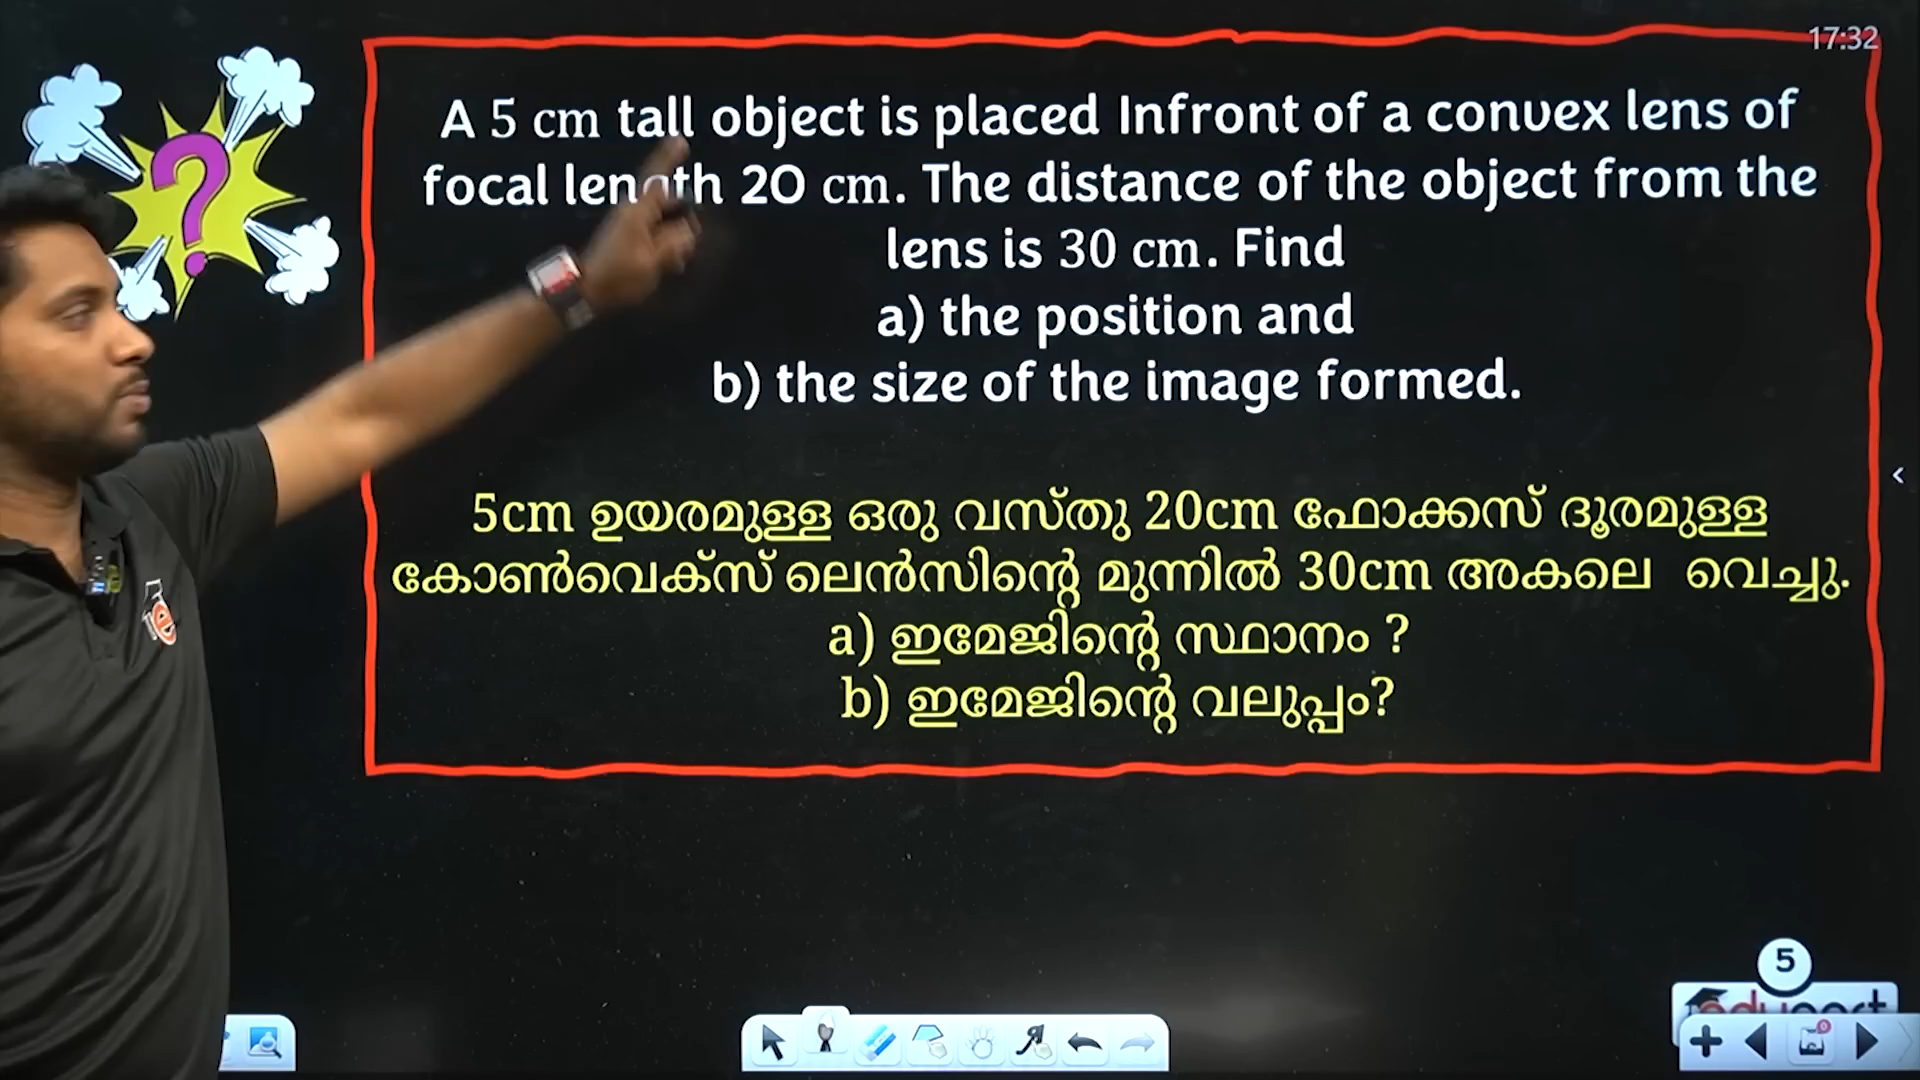 17:32
A 5 cm tall object is placed Infront of a convex lens of
focal length 20 cm. The distance of the object from the
lens is 30 cm. Find
a) the position and
b) the size of the image formed.
5cm ഉയരമുള്ള ഒരു വസ്തു 20cm ഫോക്കസ് ദൂരമുള്ള
കോൺവെക്സ് ലെൻസിന്റെ മുന്നിൽ 30cm അകലെ വെച്ചു.
a) ഇമേജിന്റെ സ്ഥാനം ?
b) ഇമേജിന്റെ വലുപ്പം?
5